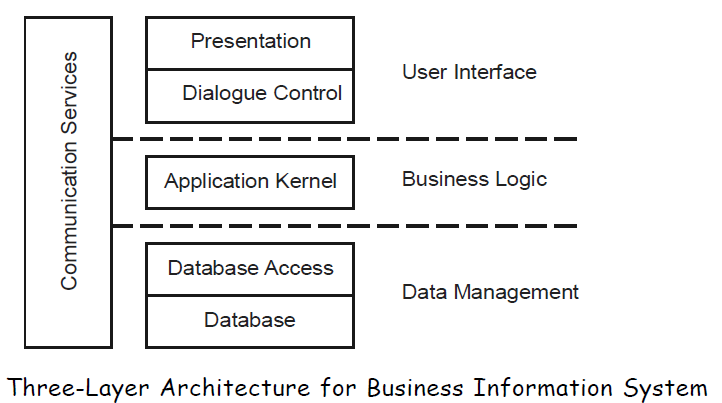 Communication Services
Presentation
Dialogue Control
User Interface
Application Kernel
Business Logic
Database Access
Database
Data Management
Three-Layer Architecture for Business Information System